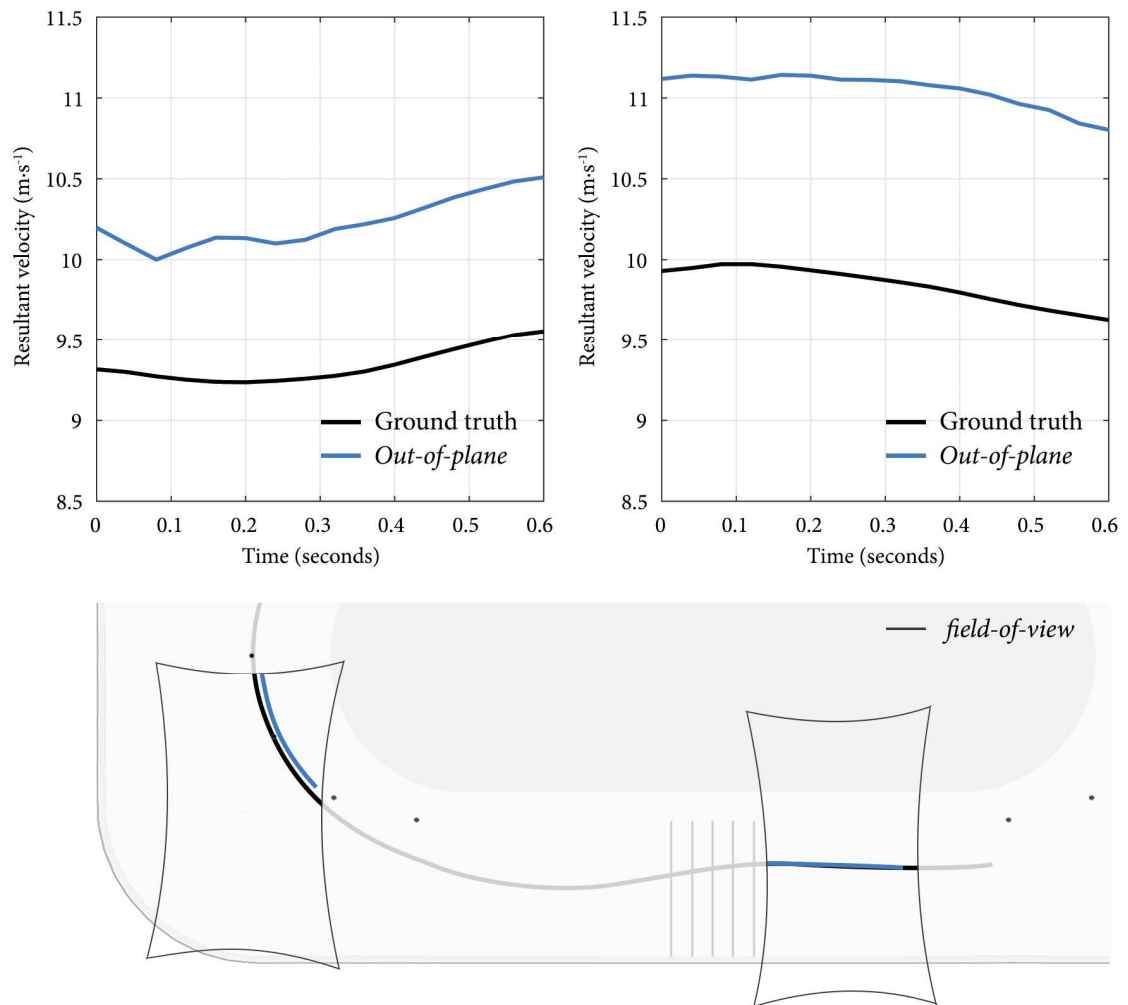 11.5
11
10.5
10
9.5
9
8.5
Resultant velocity (m·s⁻¹)
Ground truth
Out-of-plane
0 0.1 0.2 0.3 0.4 0.5 0.6
Time (seconds)
11.5
11
10.5
10
9.5
9
8.5
Resultant velocity (m·s⁻¹)
Ground truth
Out-of-plane
0 0.1 0.2 0.3 0.4 0.5 0.6
Time (seconds)
field-of-view